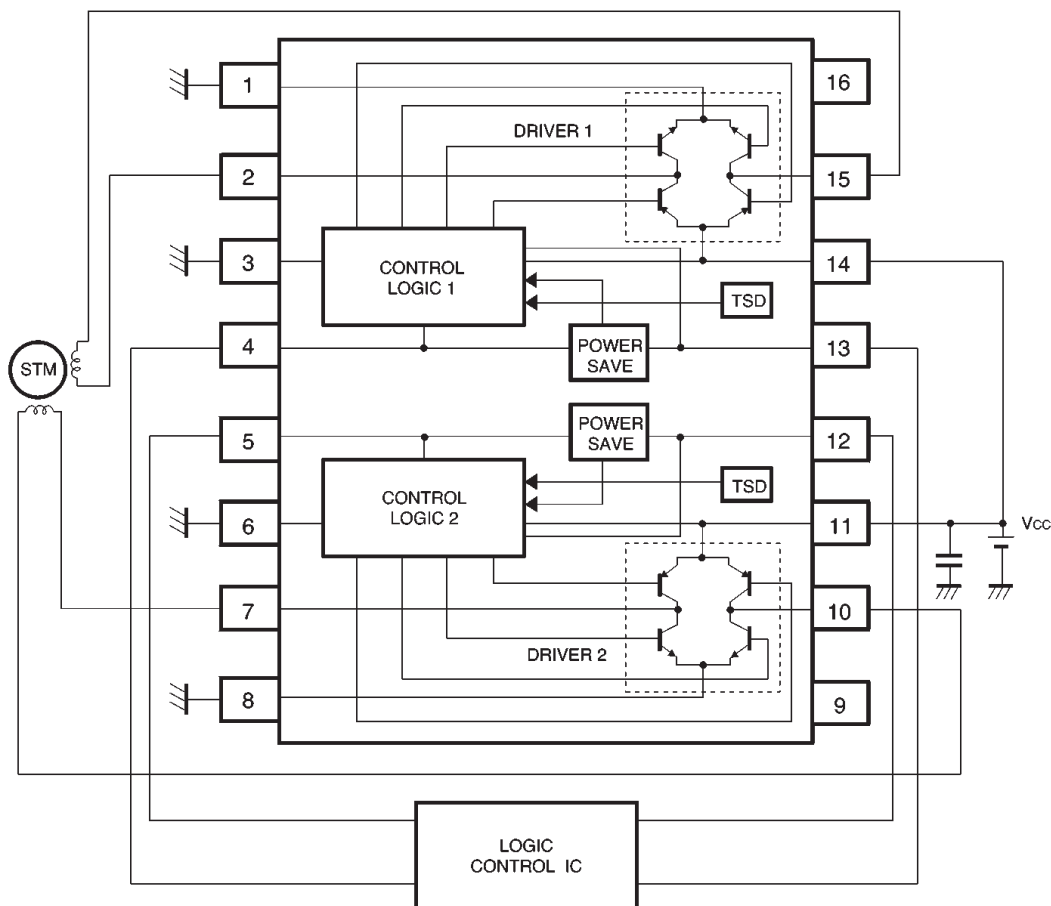 1
16
DRIVER 1
2
15
3
CONTROL
LOGIC 1
14
TSD
4
POWER
SAVE
13
STM
5
POWER
SAVE
12
CONTROL
LOGIC 2
TSD
6
11
Vcc
7
10
DRIVER 2
8
9
LOGIC
CONTROL IC